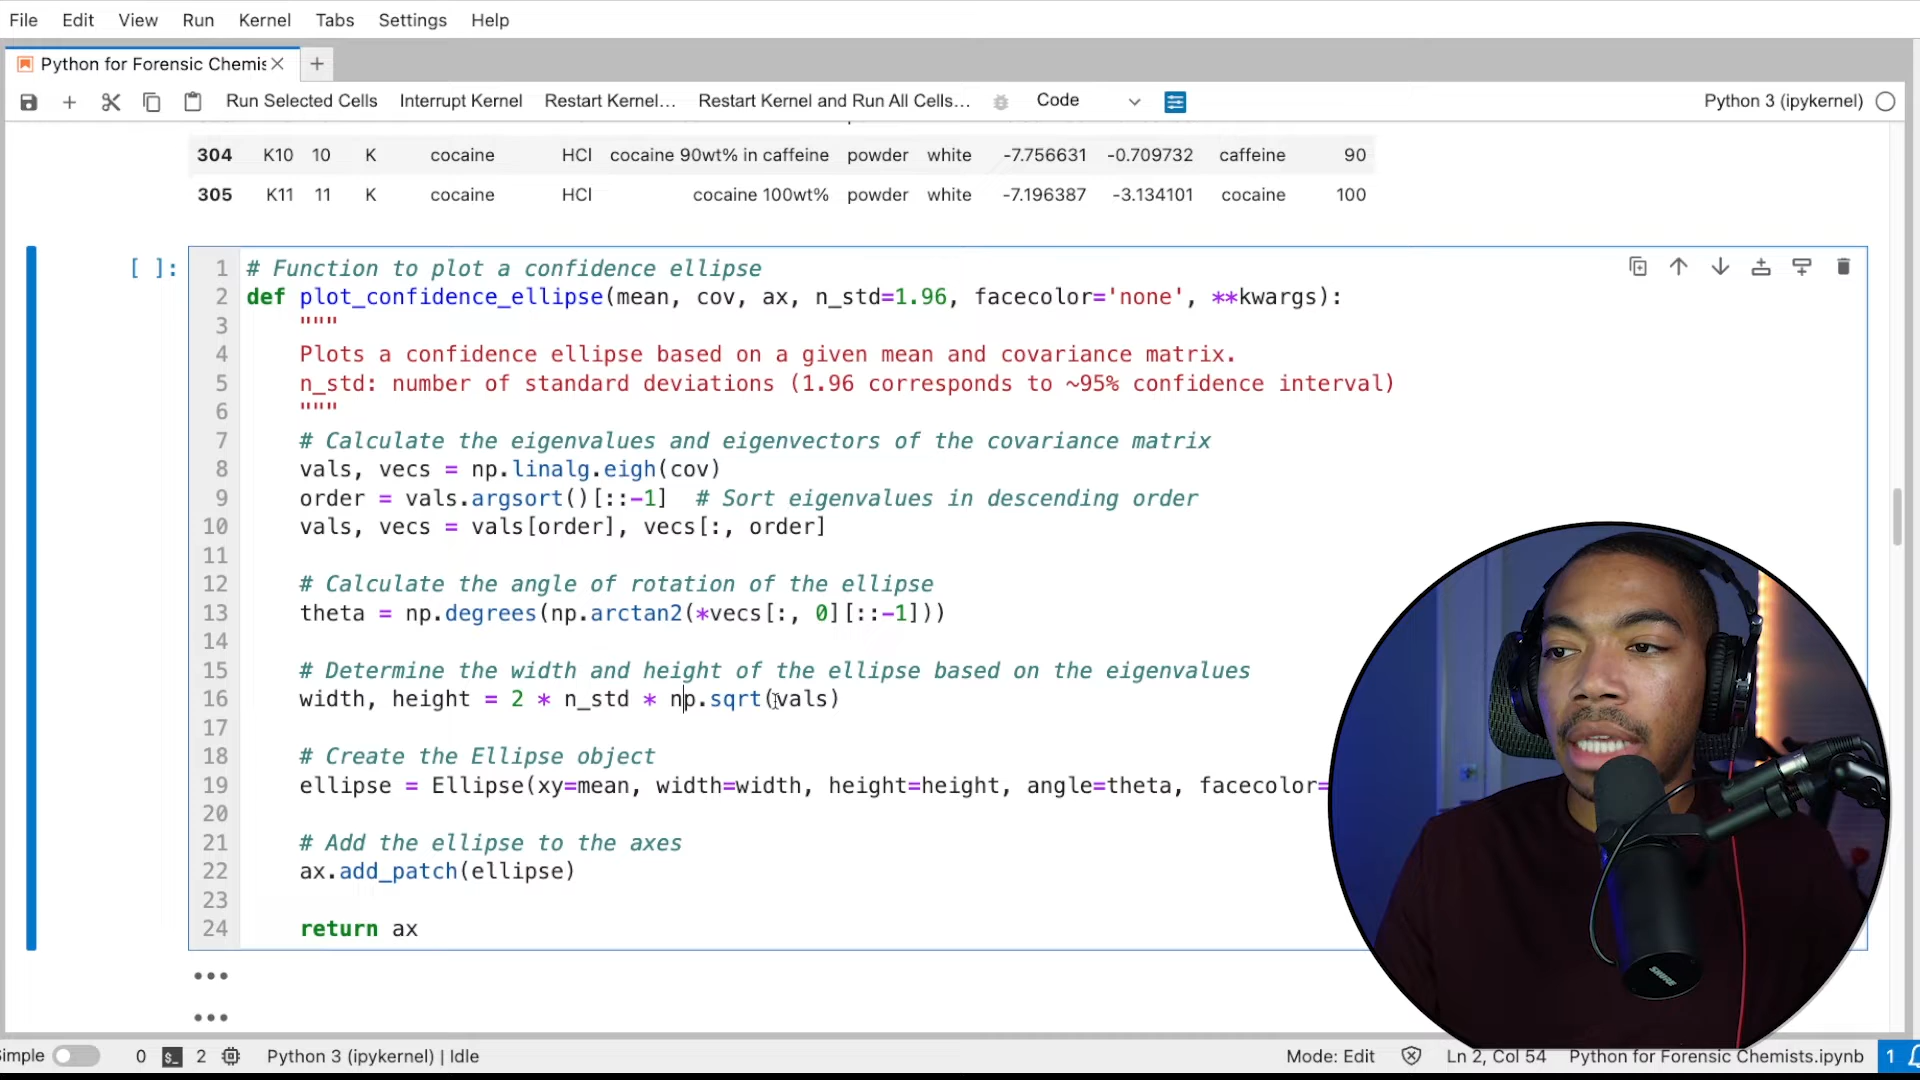 File Edit View Run Kernel Tabs Settings Help
Python for Forensic Chemis
Run Selected Cells Interrupt Kernel Restart Kernel... Restart Kernel and Run All Cells... Code Python 3 (ipykernel)
304 K10 10 K cocaine HCl cocaine 90wt% in caffeine powder white -7.756631 -0.709732 caffeine 90
305 K11 11 K cocaine HCl cocaine 100wt% powder white -7.196387 -3.134101 cocaine 100
[ ]:
1 # Function to plot a confidence ellipse
2 def plot_confidence_ellipse(mean, cov, ax, n_std=1.96, facecolor='none', **kwargs):
3 """
4 Plots a confidence ellipse based on a given mean and covariance matrix.
5 n_std: number of standard deviations (1.96 corresponds to ~95% confidence interval)
6 """
7 # Calculate the eigenvalues and eigenvectors of the covariance matrix
8 vals, vecs = np.linalg.eigh(cov)
9 order = vals.argsort()[::-1] # Sort eigenvalues in descending order
10 vals, vecs = vals[order], vecs[:, order]
11
12 # Calculate the angle of rotation of the ellipse
13 theta = np.degrees(np.arctan2(*vecs[:, 0][::-1]))
14
15 # Determine the width and height of the ellipse based on the eigenvalues
16 width, height = 2 * n_std * np.sqrt(vals)
17
18 # Create the Ellipse object
19 ellipse = Ellipse(xy=mean, width=width, height=height, angle=theta, facecolor=
20
21 # Add the ellipse to the axes
22 ax.add_patch(ellipse)
23
24 return ax
imple 0 2 Python 3 (ipykernel) | Idle Mode: Edit Ln 2, Col 54 Python for Forensic Chemists.ipynb 1
SHURE